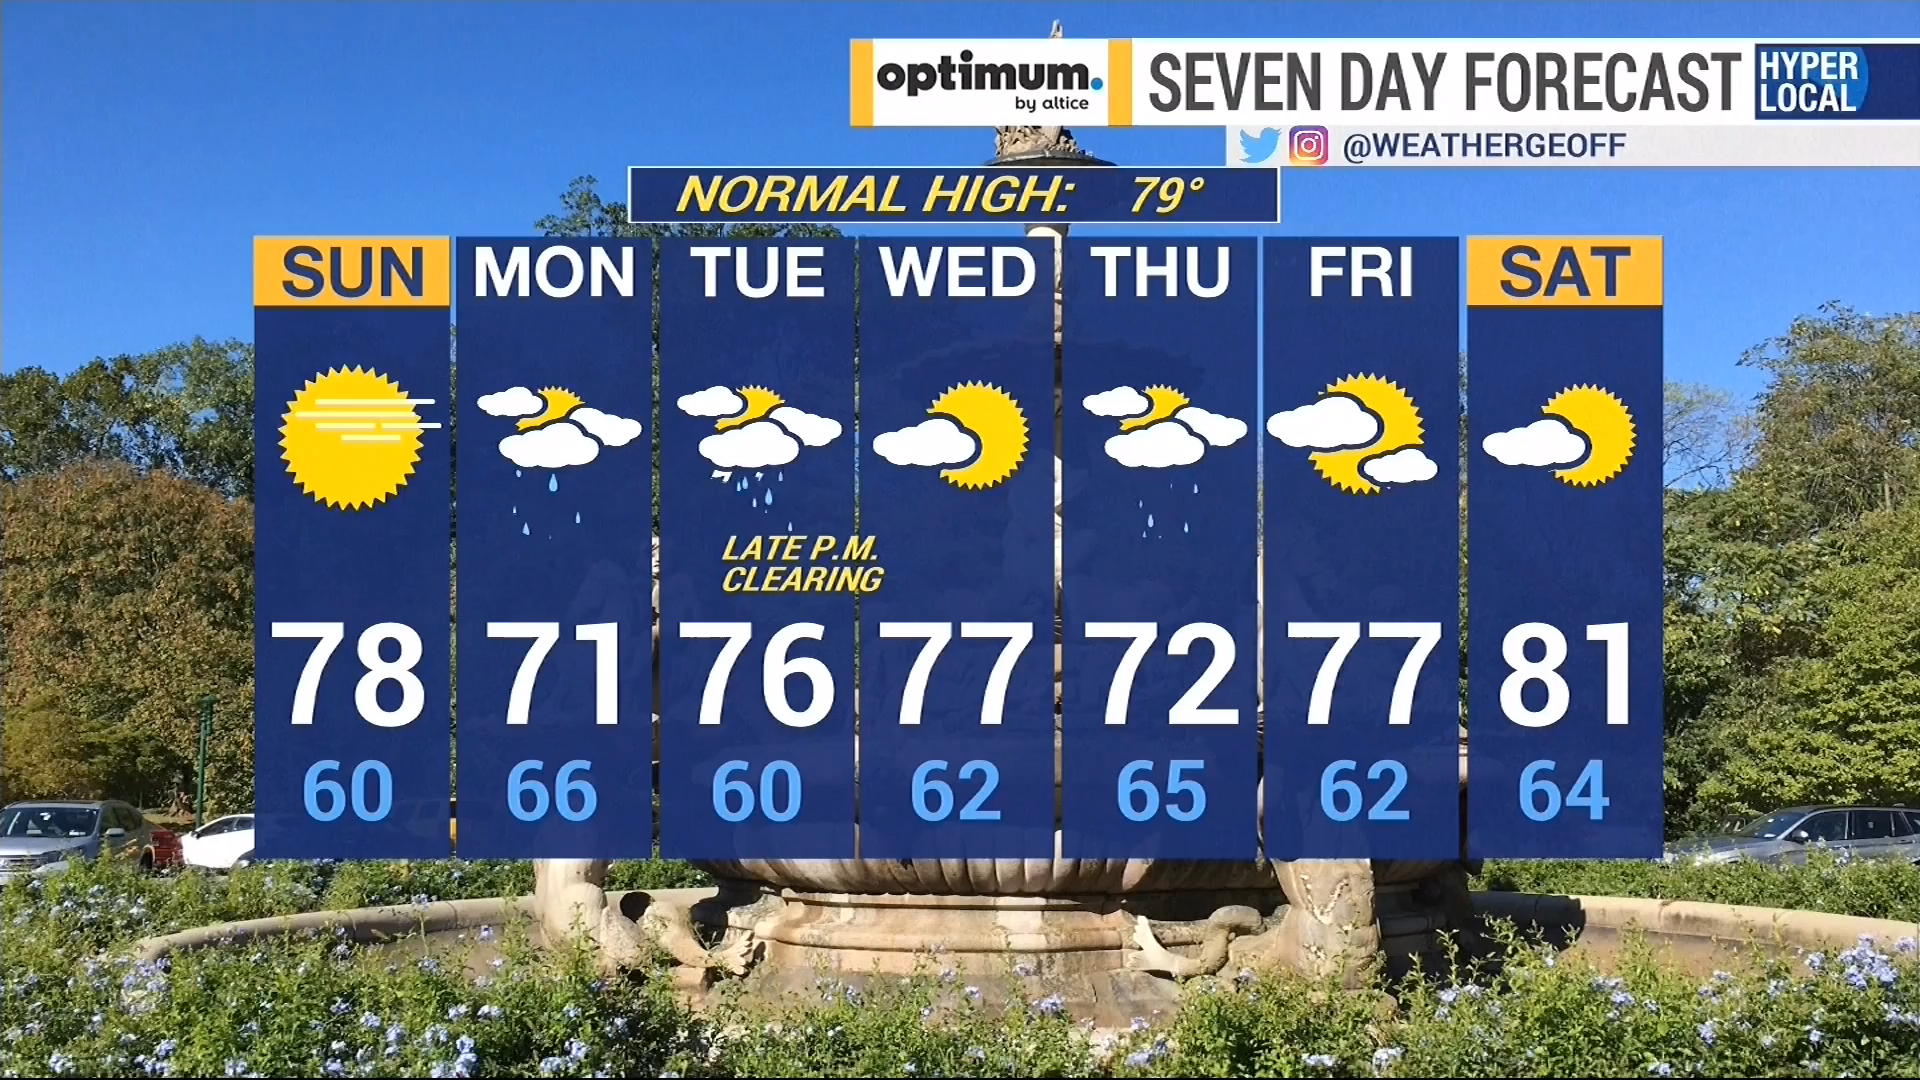 optimum.
by altice
SEVEN DAY FORECAST
HYPER
LOCAL
@WEATHERGEOFF
NORMAL HIGH: 79°
SUN MON TUE WED THU FRI SAT
LATE P.M.
CLEARING
78 71 76 77 72 77 81
60 66 60 62 65 62 64